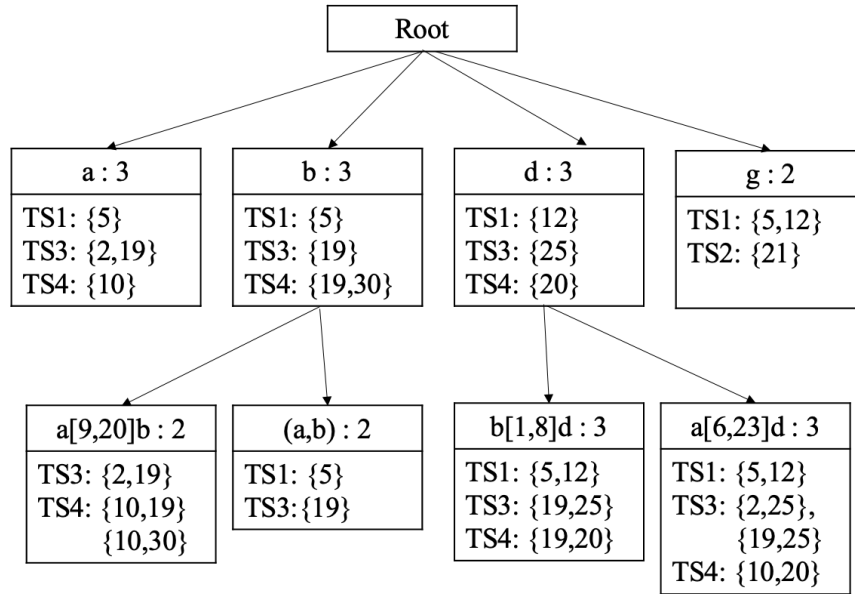 Root
a : 3
TS1: {5}
TS3: {2,19}
TS4: {10}
b : 3
TS1: {5}
TS3: {19}
TS4: {19,30}
d : 3
TS1: {12}
TS3: {25}
TS4: {20}
g : 2
TS1: {5,12}
TS2: {21}
a[9,20]b : 2
TS3: {2,19}
TS4: {10,19}
{10,30}
(a,b) : 2
TS1: {5}
TS3:{19}
b[1,8]d : 3
TS1: {5,12}
TS3: {19,25}
TS4: {19,20}
a[6,23]d : 3
TS1: {5,12}
TS3: {2,25},
{19,25}
TS4: {10,20}